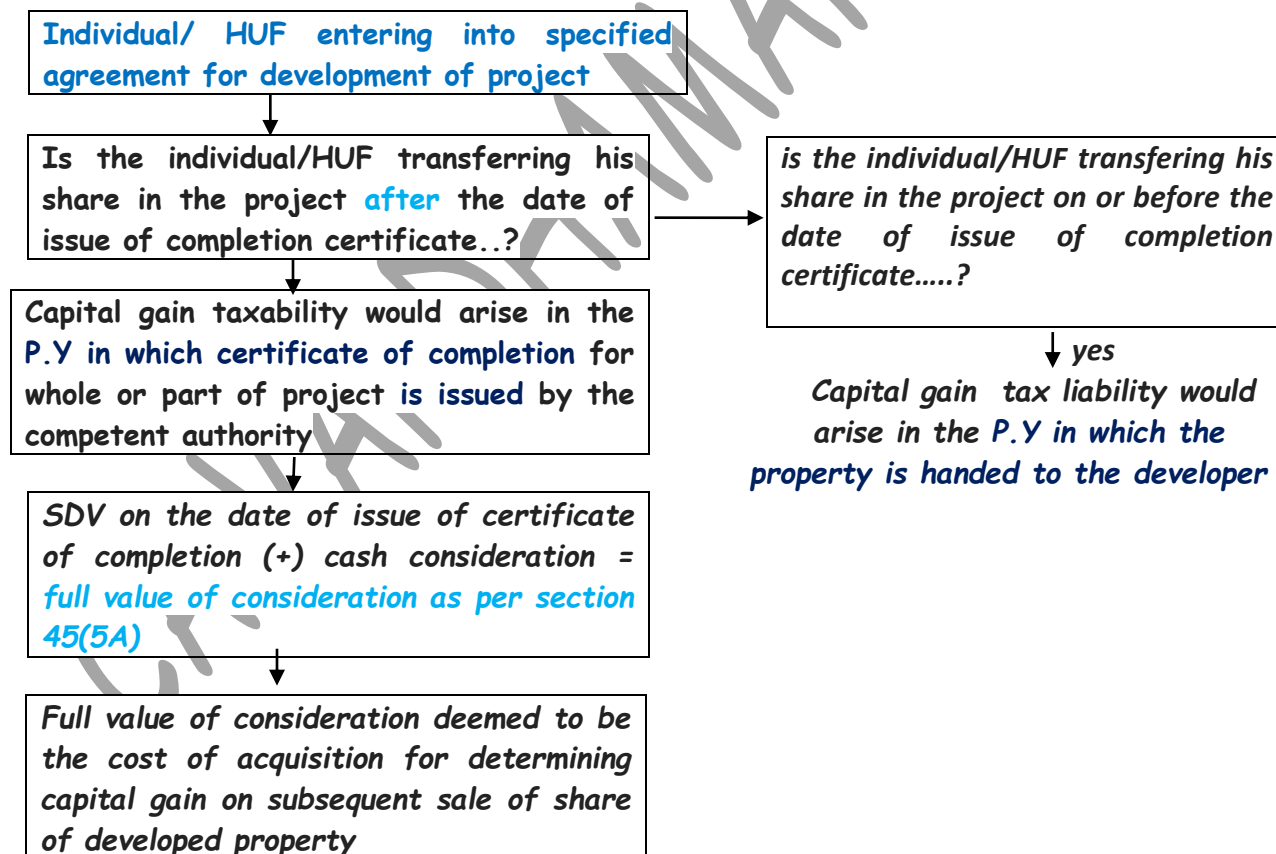 Individual/ HUF entering into specified
agreement for development of project
Is the individual/HUF transferring his
share in the project after the date of
issue of completion certificate..?
is the individual/HUF transfering his
share in the project on or before the
date of issue of completion
certificate.....?
Capital gain taxability would arise in the
P.Y in which certificate of completion for
whole or part of project is issued by the
competent authority
yes
Capital gain tax liability would
arise in the P.Y in which the
property is handed to the developer
SDV on the date of issue of certificate
of completion (+) cash consideration =
full value of consideration as per section
45(5A)
Full value of consideration deemed to be
the cost of acquisition for determining
capital gain on subsequent sale of share
of developed property